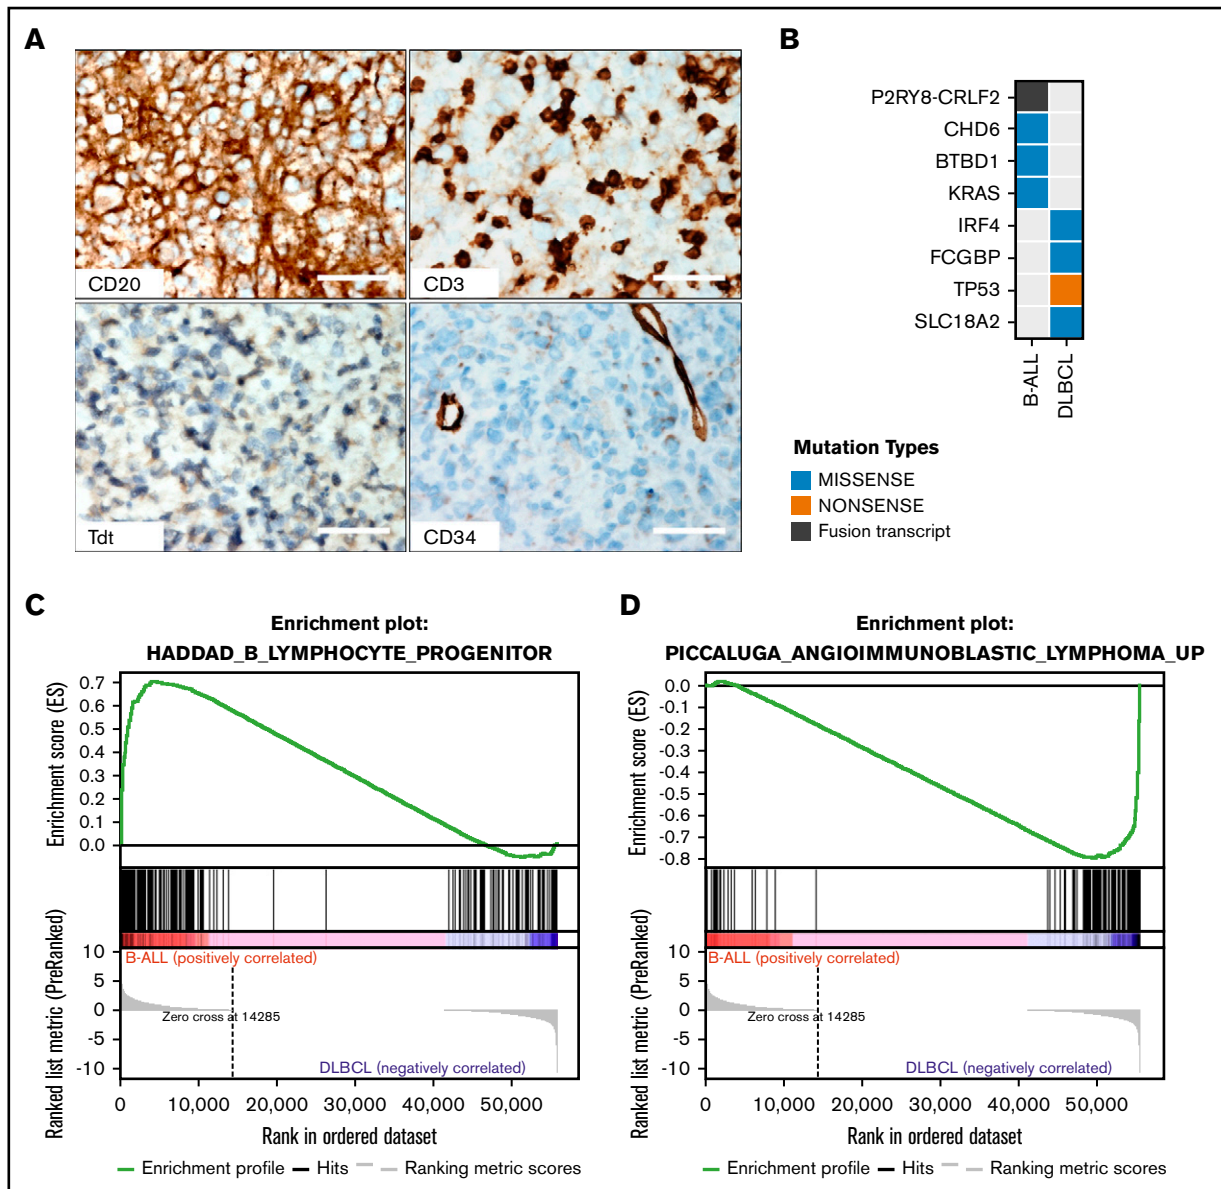 A
CD20
CD3
Tdt
CD34
B
P2RY8-CRLF2
CHD6
BTBD1
KRAS
IRF4
FCGBP
TP53
SLC18A2
B-ALL
DLBCL
Mutation Types
MISSENSE
NONSENSE
Fusion transcript
C
Enrichment plot:
HADDAD_B_LYMPHOCYTE_PROGENITOR
Enrichment score (ES)
0.7
0.6
0.5
0.4
0.3
0.2
0.1
0.0
Ranked list metric (PreRanked)
10
5
0
-5
-10
B-ALL (positively correlated)
Zero cross at 14285
DLBCL (negatively correlated)
0
10,000
20,000
30,000
40,000
50,000
Rank in ordered dataset
Enrichment profile
Hits
Ranking metric scores
D
Enrichment plot:
PICCALUGA_ANGIOIMMUNOBLASTIC_LYMPHOMA_UP
Enrichment score (ES)
0.0
-0.1
-0.2
-0.3
-0.4
-0.5
-0.6
-0.7
-0.8
Ranked list metric (PreRanked)
10
5
0
-5
-10
B-ALL (positively correlated)
Zero cross at 14285
DLBCL (negatively correlated)
0
10,000
20,000
30,000
40,000
50,000
Rank in ordered dataset
Enrichment profile
Hits
Ranking metric scores